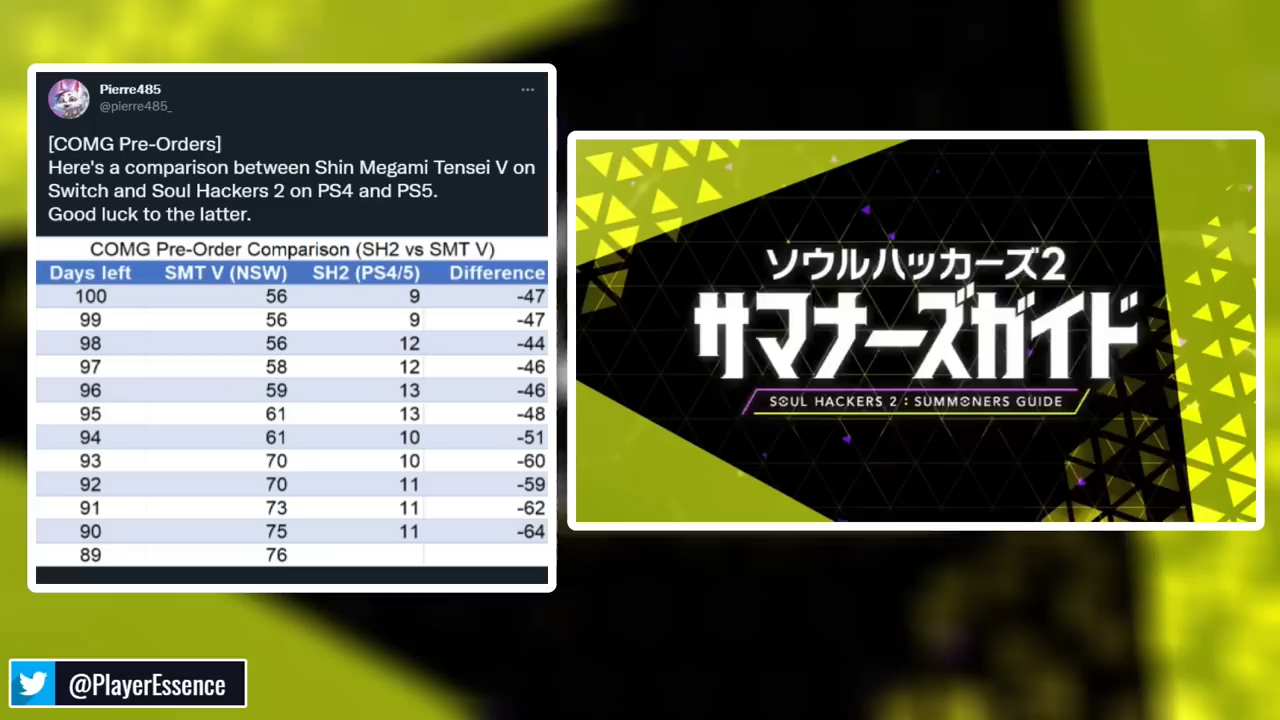 Pierre485
@pierre485_
[COMG Pre-Orders]
Here's a comparison between Shin Megami Tensei V on
Switch and Soul Hackers 2 on PS4 and PS5.
Good luck to the latter.
COMG Pre-Order Comparison (SH2 vs SMT V)
Days left SMT V (NSW) SH2 (PS4/5) Difference
100 56 9 -47
99 56 9 -47
98 56 12 -44
97 58 12 -46
96 59 13 -46
95 61 13 -48
94 61 10 -51
93 70 10 -60
92 70 11 -59
91 73 11 -62
90 75 11 -64
89 76
ソウルハッカーズ2
サマナーズガイド
SOUL HACKERS 2 : SUMMONERS GUIDE
@PlayerEssence